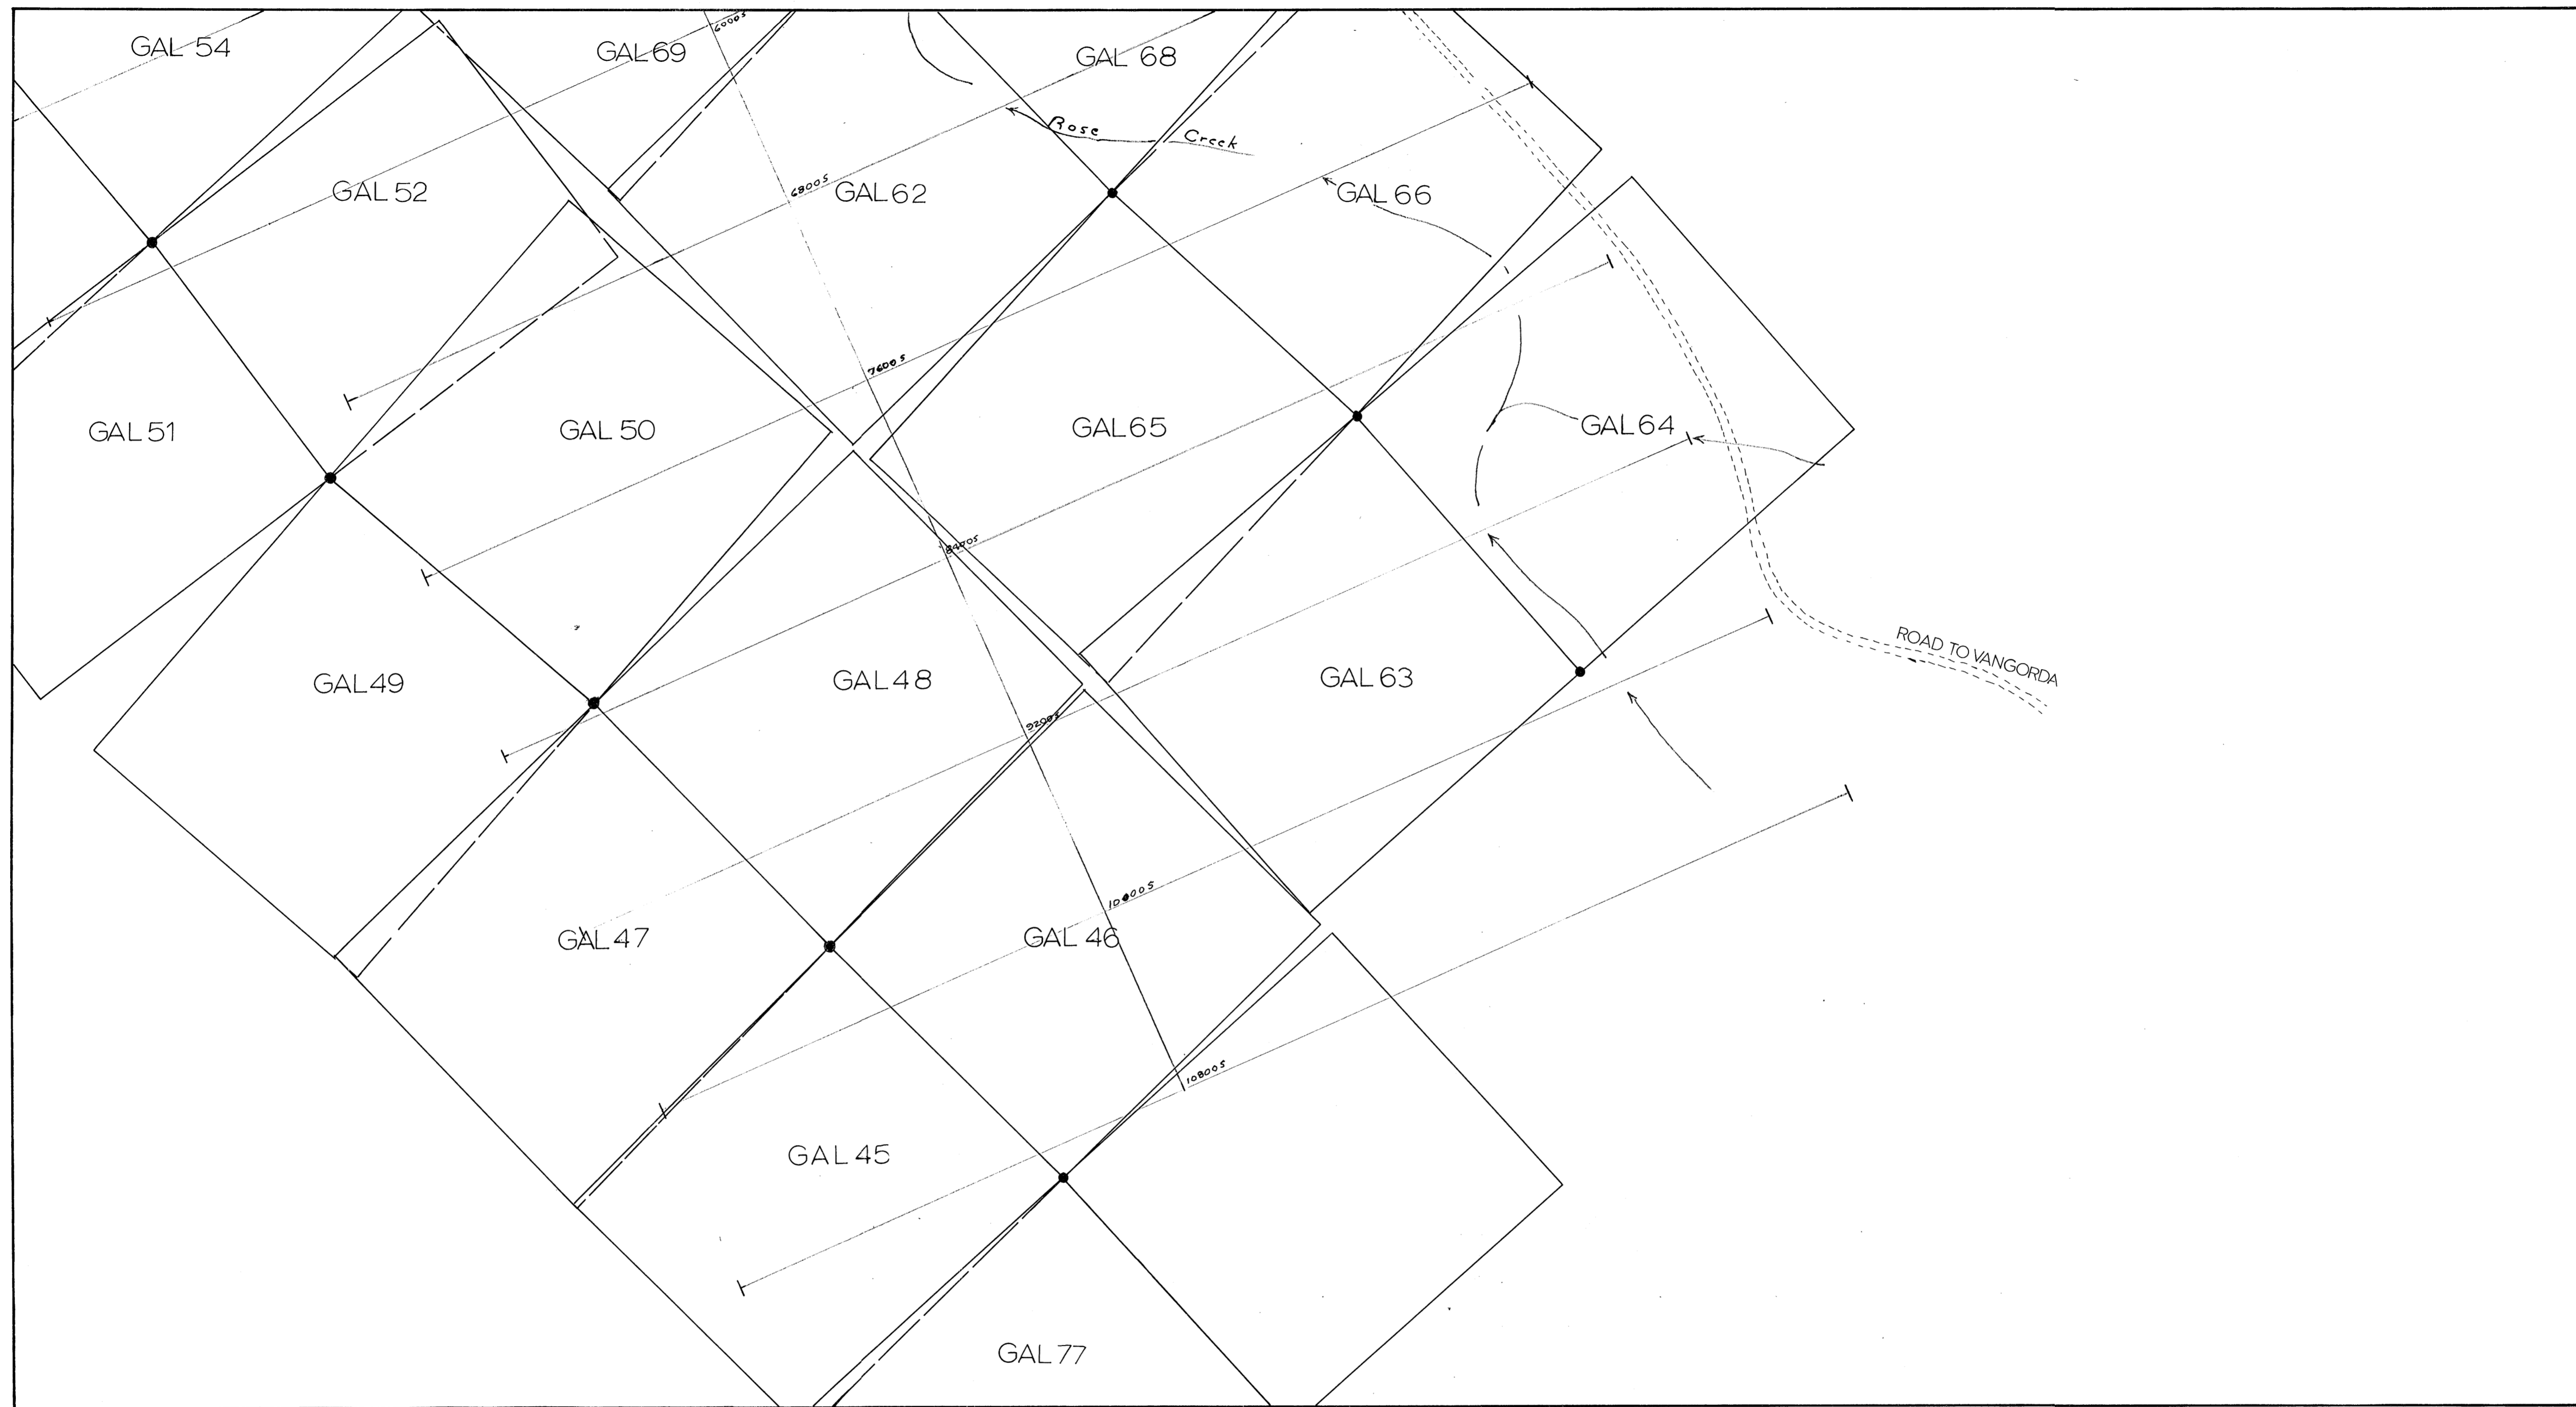 6000S
GAL 54
GAL 69
GAL 68
Rose Creek
6800S
GAL 52
GAL 62
GAL 66
7600S
GAL 51
GAL 50
GAL 65
GAL 64
8400S
ROAD TO VANGORDA
GAL 49
GAL 48
GAL 63
9200S
10000S
GAL 47
GAL 46
10800S
GAL 45
GAL 77